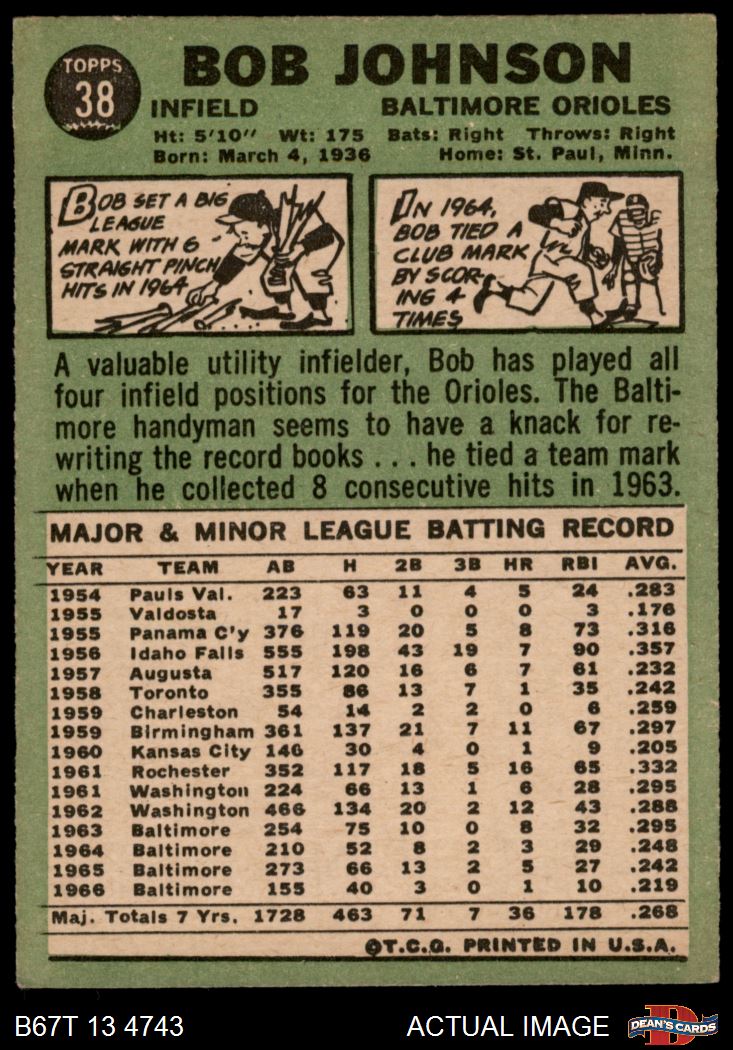 TOPPS
38
BOB JOHNSON
INFIELD BALTIMORE ORIOLES
Ht: 5'10" Wt: 175 Bats: Right Throws: Right
Born: March 4, 1936 Home: St. Paul, Minn.
BOB SET A BIG
LEAGUE
MARK WITH 6
STRAIGHT PINCH
HITS IN 1964
IN 1964,
BOB TIED A
CLUB MARK
BY SCOR-
ING 4
TIMES
A valuable utility infielder, Bob has played all
four infield positions for the Orioles. The Balti-
more handyman seems to have a knack for re-
writing the record books . . . he tied a team mark
when he collected 8 consecutive hits in 1963.
MAJOR & MINOR LEAGUE BATTING RECORD
YEAR TEAM AB H 2B 3B HR RBI AVG.
1954 Pauls Val. 223 63 11 4 5 24 .283
1955 Valdosta 17 3 0 0 0 3 .176
1955 Panama C'y 376 119 20 5 8 73 .316
1956 Idaho Falls 555 198 43 19 7 90 .357
1957 Augusta 517 120 16 6 7 61 .232
1958 Toronto 355 86 13 7 1 35 .242
1959 Charleston 54 14 2 2 0 6 .259
1959 Birmingham 361 137 21 7 11 67 .297
1960 Kansas City 146 30 4 0 1 9 .205
1961 Rochester 352 117 18 5 16 65 .332
1961 Washington 224 66 13 1 6 28 .295
1962 Washington 466 134 20 2 12 43 .288
1963 Baltimore 254 75 10 0 8 32 .295
1964 Baltimore 210 52 8 2 3 29 .248
1965 Baltimore 273 66 13 2 5 27 .242
1966 Baltimore 155 40 3 0 1 10 .219
Maj. Totals 7 Yrs. 1728 463 71 7 36 178 .268
©T.C.G. PRINTED IN U.S.A.
B67T 13 4743 ACTUAL IMAGE D DEAN'S CARDS